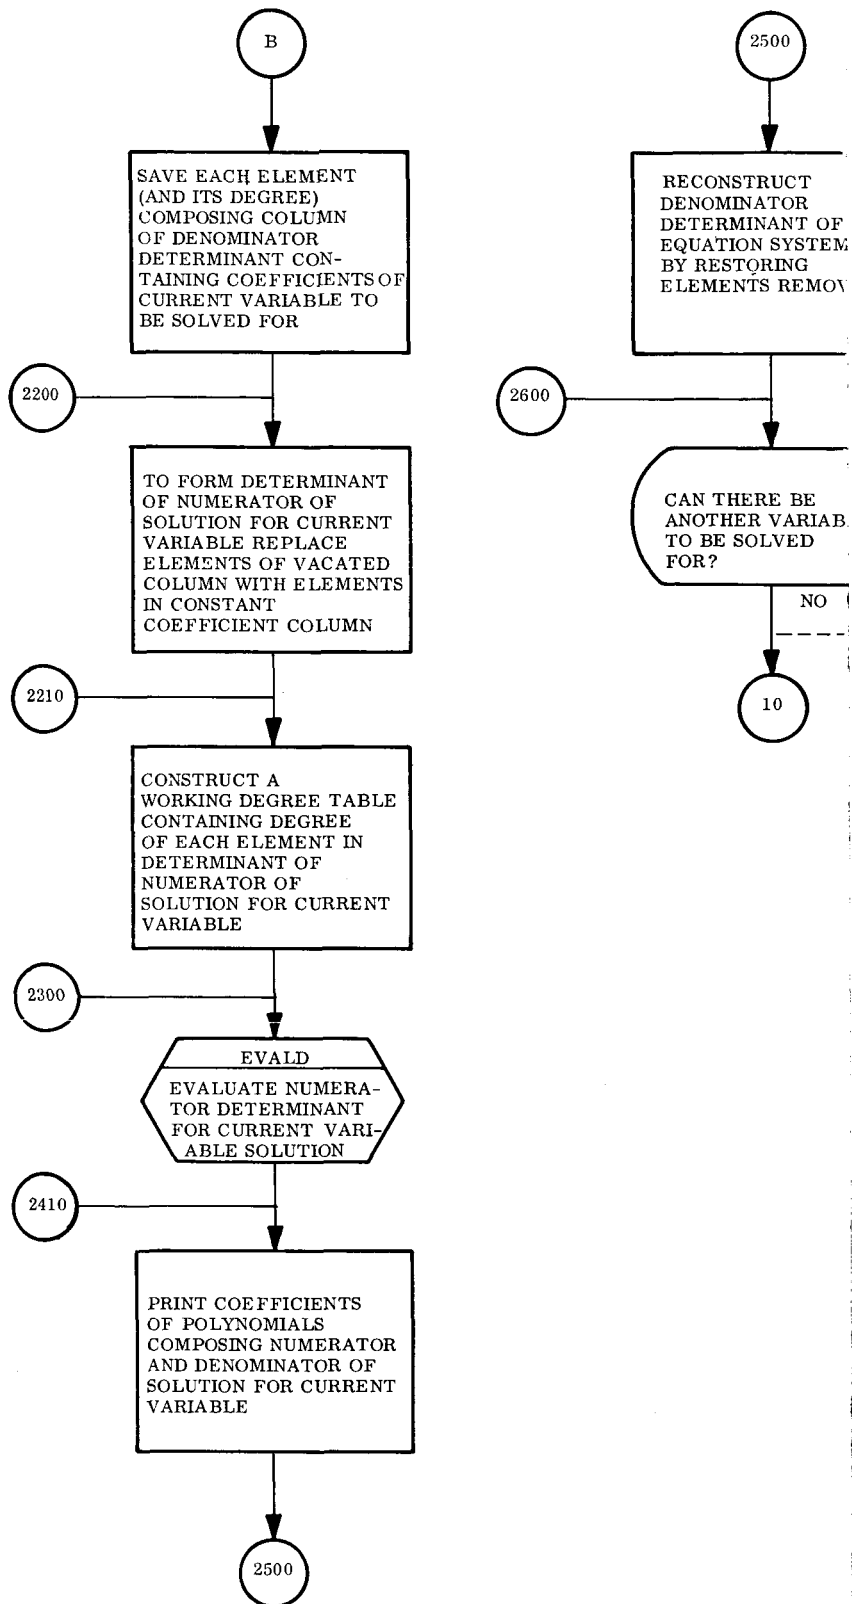 B
SAVE EACH ELEMENT
(AND ITS DEGREE)
COMPOSING COLUMN
OF DENOMINATOR
DETERMINANT CON-
TAINING COEFFICIENTS OF
CURRENT VARIABLE TO
BE SOLVED FOR
2200
TO FORM DETERMINANT
OF NUMERATOR OF
SOLUTION FOR CURRENT
VARIABLE REPLACE
ELEMENTS OF VACATED
COLUMN WITH ELEMENTS
IN CONSTANT
COEFFICIENT COLUMN
2210
CONSTRUCT A
WORKING DEGREE TABLE
CONTAINING DEGREE
OF EACH ELEMENT IN
DETERMINANT OF
NUMERATOR OF
SOLUTION FOR CURRENT
VARIABLE
2300
EVALD
EVALUATE NUMERA-
TOR DETERMINANT
FOR CURRENT VARI-
ABLE SOLUTION
2410
PRINT COEFFICIENTS
OF POLYNOMIALS
COMPOSING NUMERATOR
AND DENOMINATOR OF
SOLUTION FOR CURRENT
VARIABLE
2500
2500
RECONSTRUCT
DENOMINATOR
DETERMINANT OF
EQUATION SYSTEM
BY RESTORING
ELEMENTS
2600
CAN THERE BE
ANOTHER
TO BE SOLVED
FOR?
NO
10